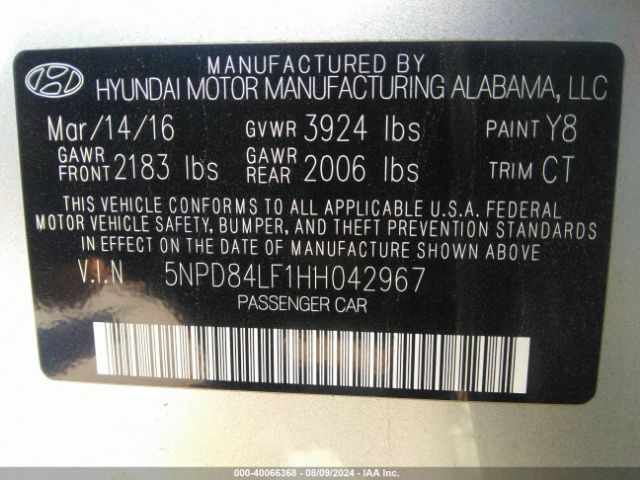 MANUFACTURED BY
HYUNDAI MOTOR MANUFACTURING ALABAMA, LLC
Mar/14/16 GVWR 3924 lbs PAINT Y8
GAWR FRONT 2183 lbs GAWR REAR 2006 lbs TRIM CT
THIS VEHICLE CONFORMS TO ALL APPLICABLE U.S.A. FEDERAL
MOTOR VEHICLE SAFETY, BUMPER, AND THEFT PREVENTION STANDARDS
IN EFFECT ON THE DATE OF MANUFACTURE SHOWN ABOVE.
V.I.N 5NPD84LF1HH042967
PASSENGER CAR
000-40066368 - 08/09/2024 - IAA Inc.